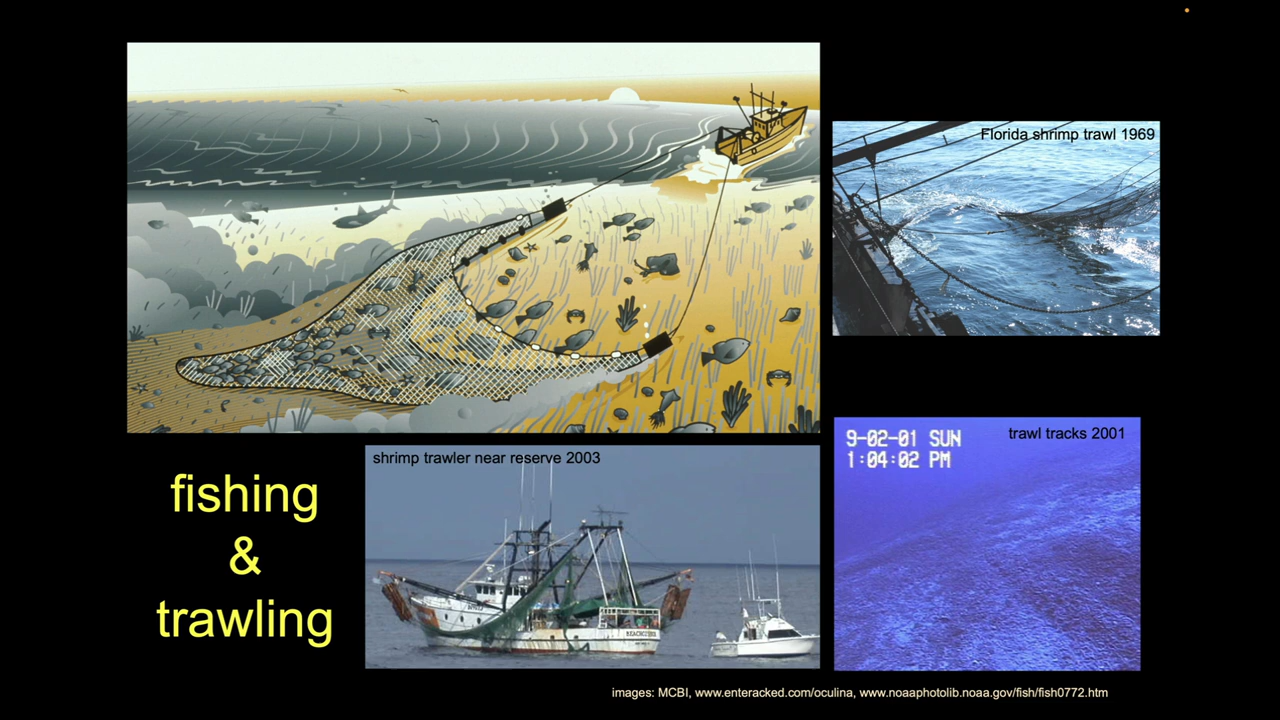 Florida shrimp trawl 1969
9-02-01 SUN
1:04:02 PM
trawl tracks 2001
shrimp trawler near reserve 2003
fishing
&
trawling
images: MCBI, www.enteracked.com/oculina, www.noaaphotolib.noaa.gov/fish/fish0772.htm